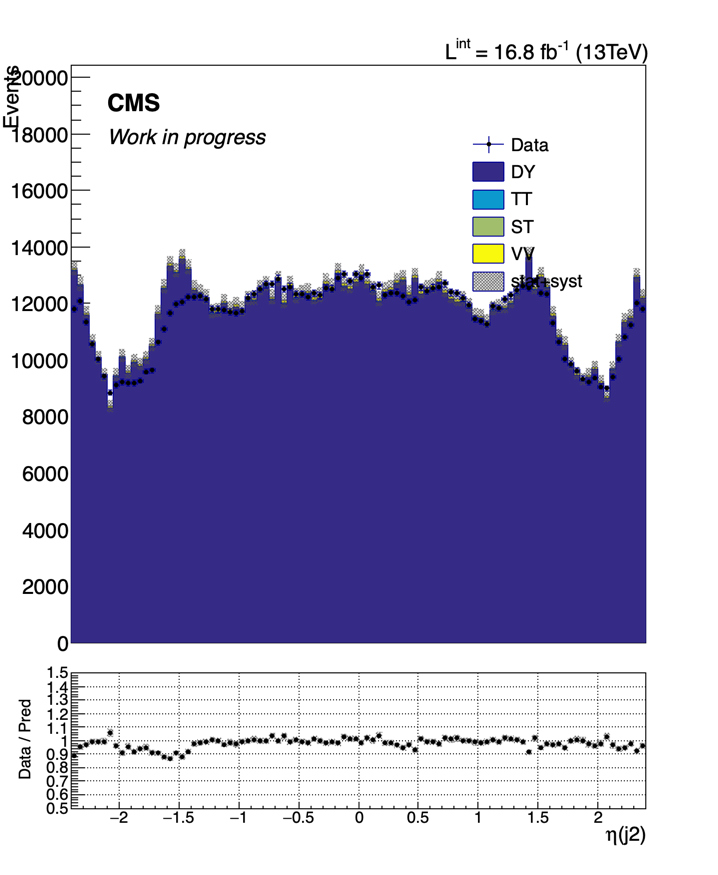 L^int = 16.8 fb^-1 (13TeV)
Events
20000
CMS
Work in progress
18000
16000
14000
12000
10000
8000
6000
4000
2000
0
Data
DY
TT
ST
VV
stat+syst
Data / Pred
1.5
1.4
1.3
1.2
1.1
1
0.9
0.8
0.7
0.6
0.5
−2 −1.5 −1 −0.5 0 0.5 1 1.5 2
η(j2)